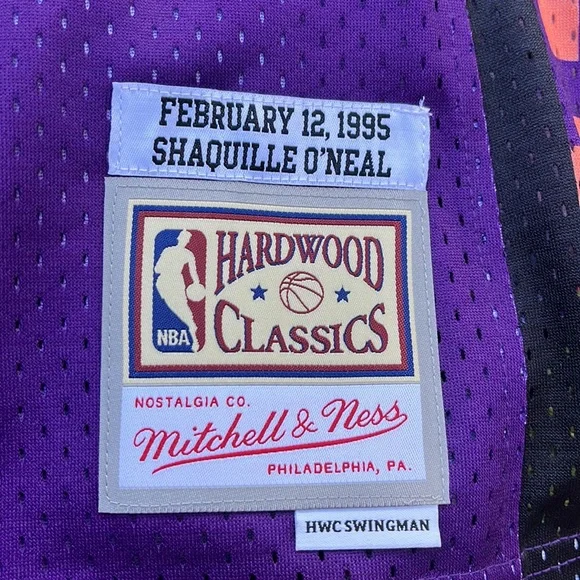 FEBRUARY 12, 1995
SHAQUILLE O'NEAL
HARDWOOD
CLASSICS
NBA
NOSTALGIA CO.
Mitchell & Ness
PHILADELPHIA, PA.
HWC SWINGMAN